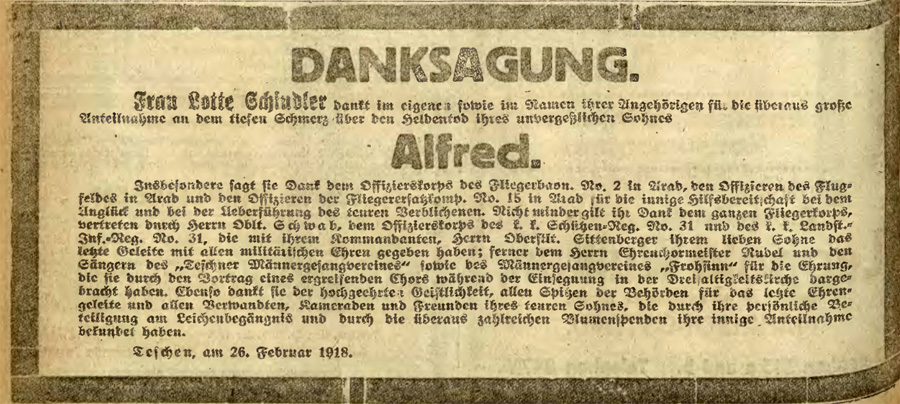 DANKSAGUNG.
Frau Lotte Schindler dankt im eigenen sowie im Namen ihrer Angehörigen für die überaus große
Anteilnahme an dem tiefen Schmerz über den Heldentod ihres unvergeßlichen Sohnes
Alfred.
Insbesondere sagt sie Dank dem Offizierskorps des Fliegerbaon. No. 2 in Arad, den Offizieren des Flug-
feldes in Arad und den Offizieren der Fliegerersatzkomp. No. 15 in Arad für die innige Hilfsbereitschaft bei dem
Unglück und bei der Ueberführung des teuren Verblichenen. Nicht minder gilt ihr Dank dem ganzen Fliegerkorps,
vertreten durch Herrn Oblt. Schwab, dem Offizierskorps des k. k. Schützen-Reg. No. 31 und des k. k. Landst.-
Inf.-Reg. No. 31, die mit ihrem Kommandanten, Herrn Oberstlt. Sittenberger ihrem lieben Sohne das
letzte Geleite mit allen militärischen Ehren gegeben haben; ferner dem Herrn Ehrenchormeister Nudel und den
Sängern des „Teschner Männergesangvereines" sowie des Männergesangvereines „Frohsinn" für die Ehrung,
die sie durch den Vortrag eines ergreifenden Chors während der Einsegnung in der Dreifaltigkeitskirche darge-
bracht haben. Ebenso dankt sie der hochgeehrten Geistlichkeit, allen Spitzen der Behörden für das letzte Ehren-
geleite und allen Verwandten, Kameraden und Freunden ihres teuren Sohnes, die durch ihre persönliche Be-
teiligung am Leichenbegängnis und durch die überaus zahlreichen Blumenspenden ihre innige Anteilnahme
bekundet haben.
Teschen, am 26. Februar 1918.